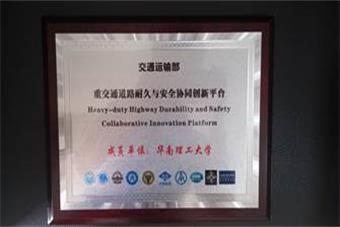 交通运输部
重交通道路耐久与安全协同创新平台
Heavy-duty Highway Durability and Safety
Collaborative Innovation Platform
成员单位：华南理工大学